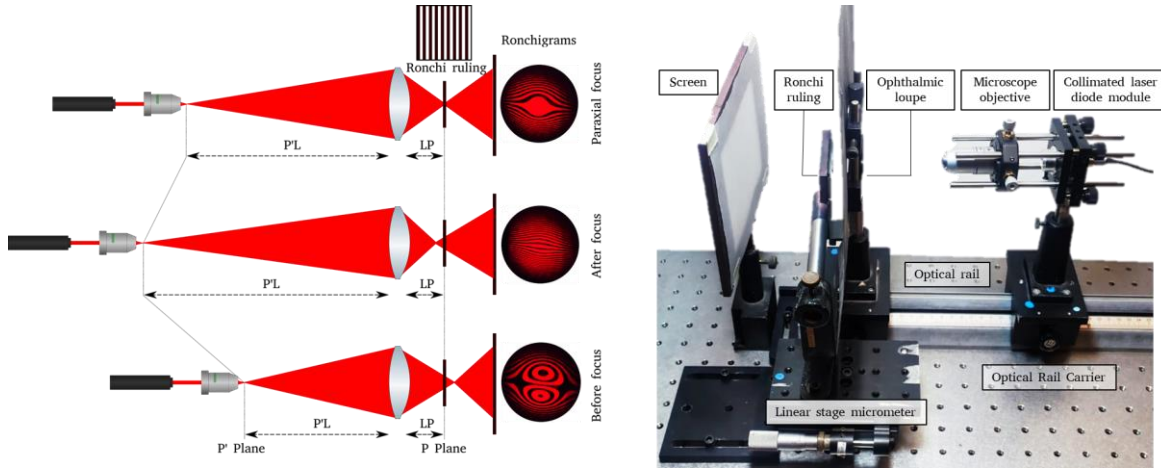 Ronchigrams
Ronchi ruling
Paraxial focus
P'L
LP
After focus
P'L
LP
Before focus
P'L
LP
P' Plane
P Plane
Screen
Ronchi
ruling
Ophthalmic
loupe
Microscope
objective
Collimated laser
diode module
Optical rail
Optical Rail Carrier
Linear stage micrometer